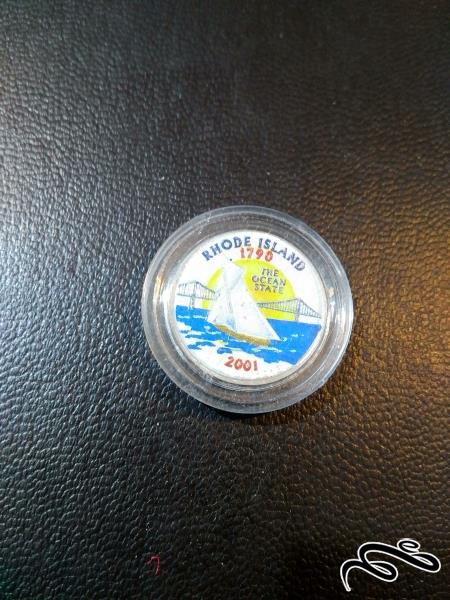 RHODE ISLAND
1790
THE
OCEAN
STATE
2001